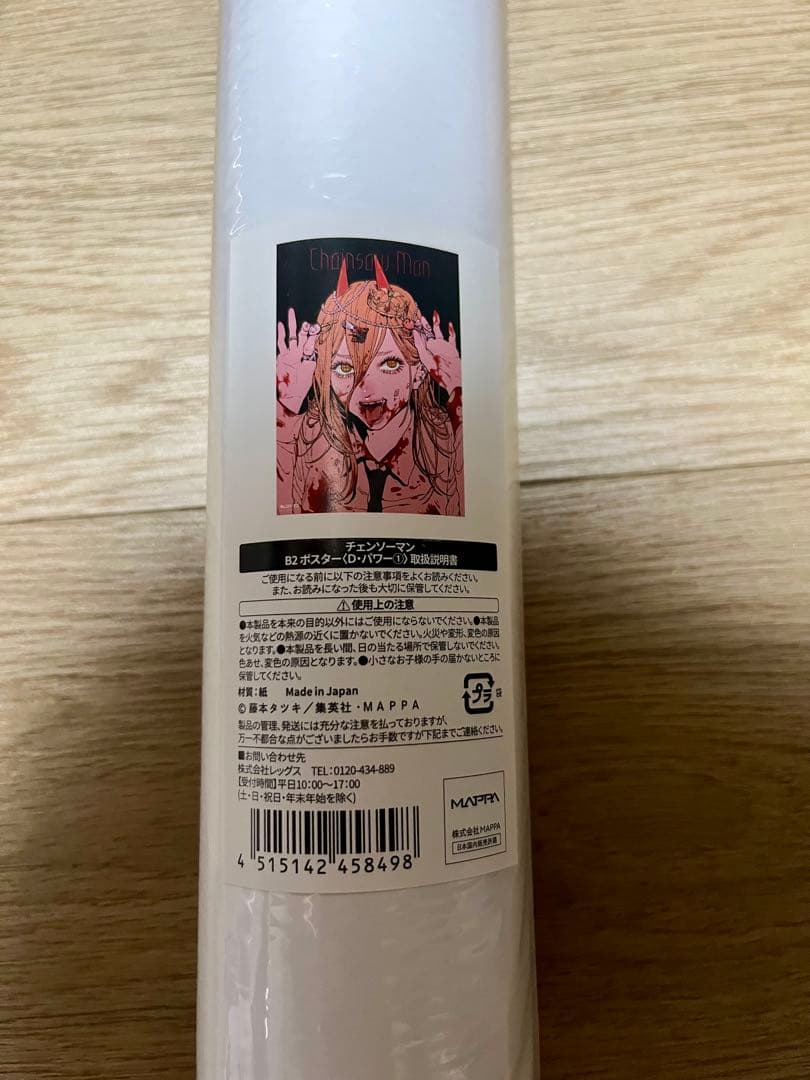 Chainsaw Man
チェンソーマン
B2 ポスター〈D・パワー①〉取扱説明書
ご使用になる前に以下の注意事項をよくお読みください。
また、お読みになった後も大切に保管してください。
⚠使用上の注意
●本製品を本来の目的以外にはご使用にならないでください。●本製品
を火気などの熱源の近くに置かないでください。火災や変形、変色の原因
となります。●本製品を長い間、日の当たる場所で保管しないでください。
色あせ、変色の原因となります。●小さなお子様の手の届かないところに
保管してください。
材質：紙 Made in Japan
プラ 袋
©藤本タツキ／集英社・MAPPA
製品の管理、発送には充分な注意を払っておりますが、
万一不都合な点がございましたらお手数ですが下記までご連絡ください。
■お問い合わせ先
株式会社レッグス TEL：0120-434-889
【受付時間】平日10:00〜17:00
(土・日・祝日・年末年始を除く)
MAPPA
株式会社MAPPA
日本国内販売許諾
4 515142 458498